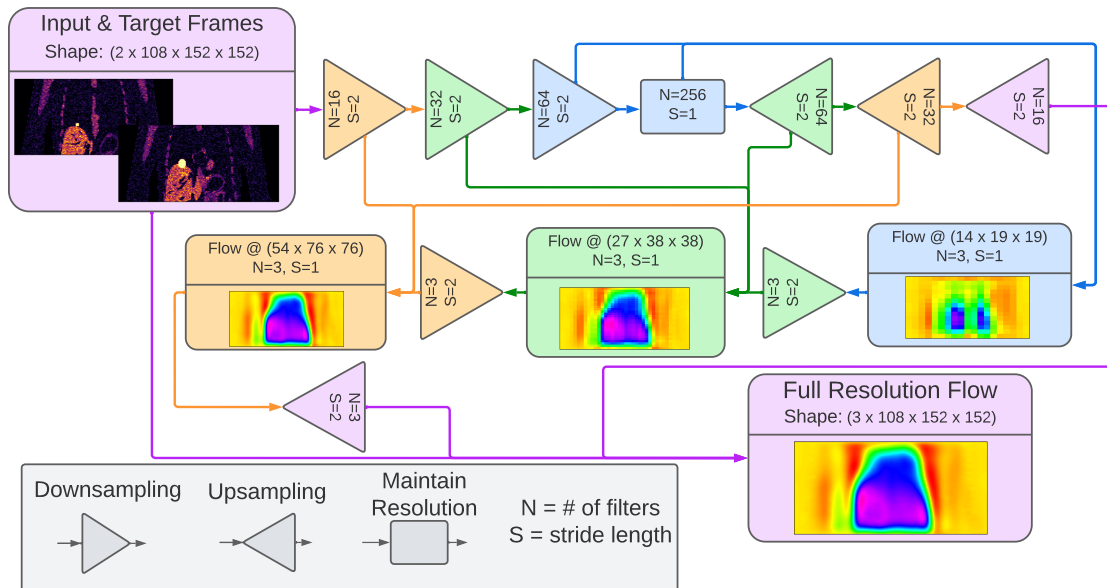 Input & Target Frames
Shape: (2 x 108 x 152 x 152)
N=16
S=2
N=32
S=2
N=64
S=2
N=256
S=1
N=64
S=2
N=32
S=2
N=16
S=2
Flow @ (54 x 76 x 76)
N=3, S=1
N=3
S=2
Flow @ (27 x 38 x 38)
N=3, S=1
N=3
S=2
Flow @ (14 x 19 x 19)
N=3, S=1
N=3
S=2
Full Resolution Flow
Shape: (3 x 108 x 152 x 152)
Downsampling
Upsampling
Maintain
Resolution
N = # of filters
S = stride length